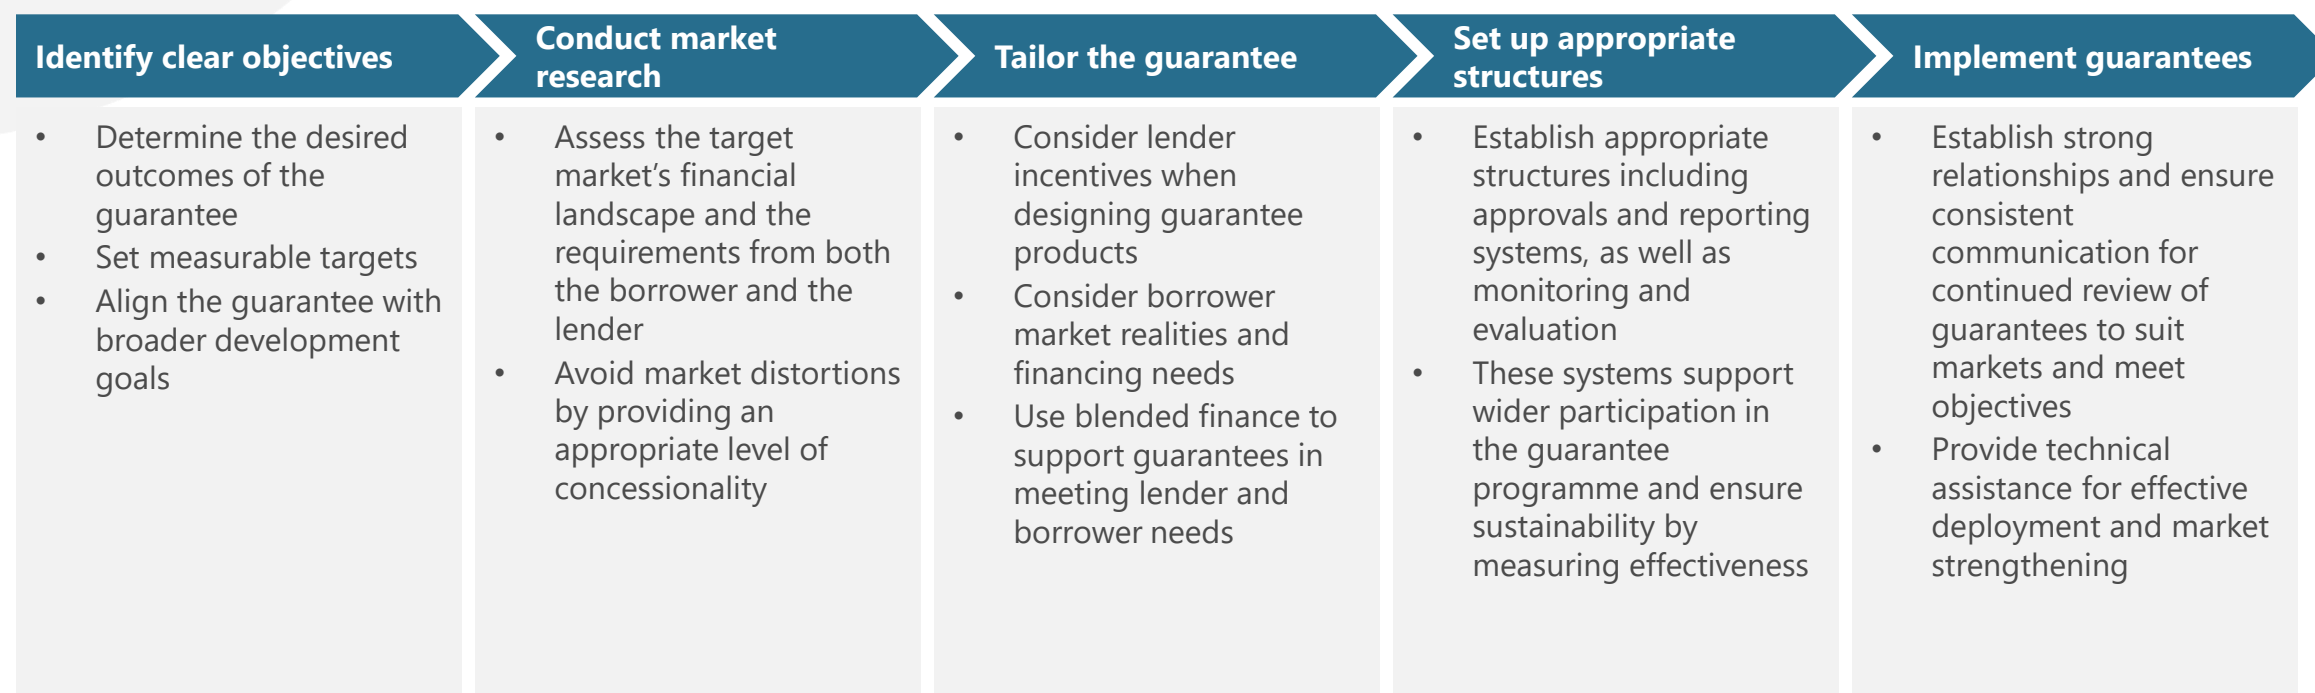 Identify clear objectives
• Determine the desired
outcomes of the
guarantee
• Set measurable targets
• Align the guarantee with
broader development
goals
Conduct market
research
• Assess the target
market’s financial
landscape and the
requirements from both
the borrower and the
lender
• Avoid market distortions
by providing an
appropriate level of
concessionality
Tailor the guarantee
• Consider lender
incentives when
designing guarantee
products
• Consider borrower
market realities and
financing needs
• Use blended finance to
support guarantees in
meeting lender and
borrower needs
Set up appropriate
structures
• Establish appropriate
structures including
approvals and reporting
systems, as well as
monitoring and
evaluation
• These systems support
wider participation in
the guarantee
programme and ensure
sustainability by
measuring effectiveness
Implement guarantees
• Establish strong
relationships and ensure
consistent
communication for
continued review of
guarantees to suit
markets and meet
objectives
• Provide technical
assistance for effective
deployment and market
strengthening